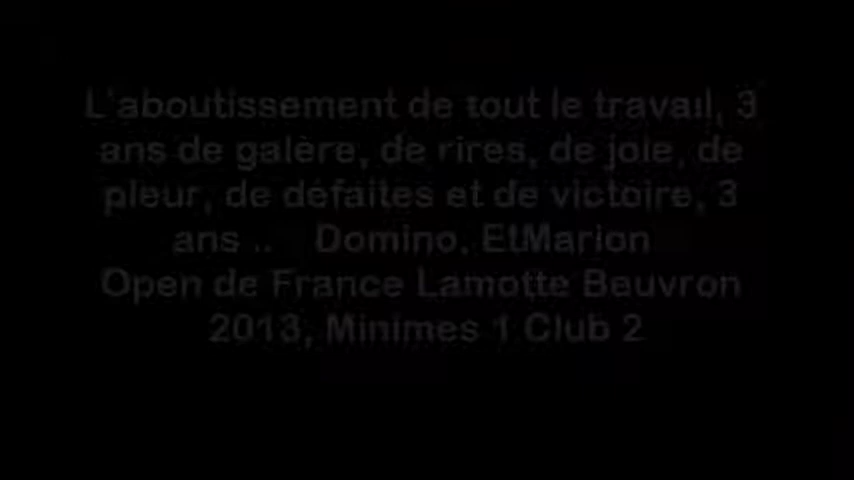 L'aboutissement de tout le travail, 3
ans de galère, de rires, de joie, de
pleur, de défaites et de victoire, 3
ans .. Domino, EtMarion
Open de France Lamotte Beuvron
2013, Minimes 1 Club 2